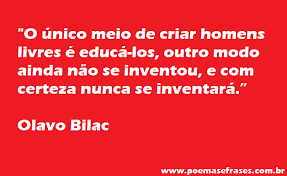 "O único meio de criar homens
livres é educá-los, outro modo
ainda não se inventou, e com
certeza nunca se inventará.”
Olavo Bilac
www.poemasefrases.com.br